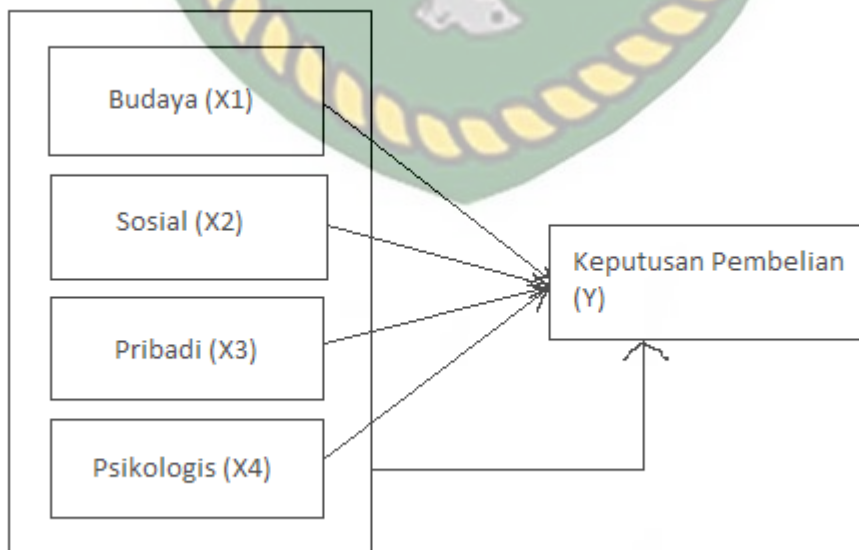 Budaya (X1)
Sosial (X2)
Pribadi (X3)
Psikologis (X4)
Keputusan Pembelian
(Y)